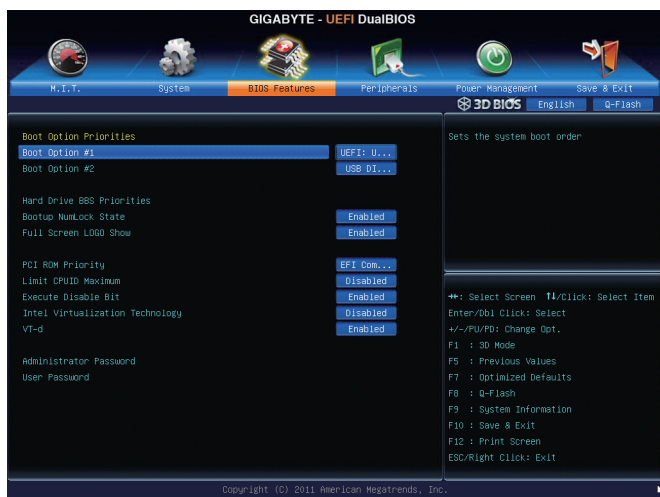 GIGABYTE - UEFI DualBIOS
M.I.T. System BIOS Features Peripherals Power Management Save & Exit
3D BIOS English Q-Flash
Boot Option Priorities
Boot Option #1 UEFI: U...
Boot Option #2 USB DI...
Hard Drive BBS Priorities
Bootup NumLock State Enabled
Full Screen LOGO Show Enabled
PCI ROM Priority EFI Com...
Limit CPUID Maximum Disabled
Execute Disable Bit Enabled
Intel Virtualization Technology Disabled
VT-d Enabled
Administrator Password
User Password
Sets the system boot order
→←: Select Screen ↑↓/Click: Select Item
Enter/Dbl Click: Select
+/-/PU/PD: Change Opt.
F1 : 3D Mode
F5 : Previous Values
F7 : Optimized Defaults
F8 : Q-Flash
F9 : System Information
F10 : Save & Exit
F12 : Print Screen
ESC/Right Click: Exit
Copyright (C) 2011 American Megatrends, Inc.